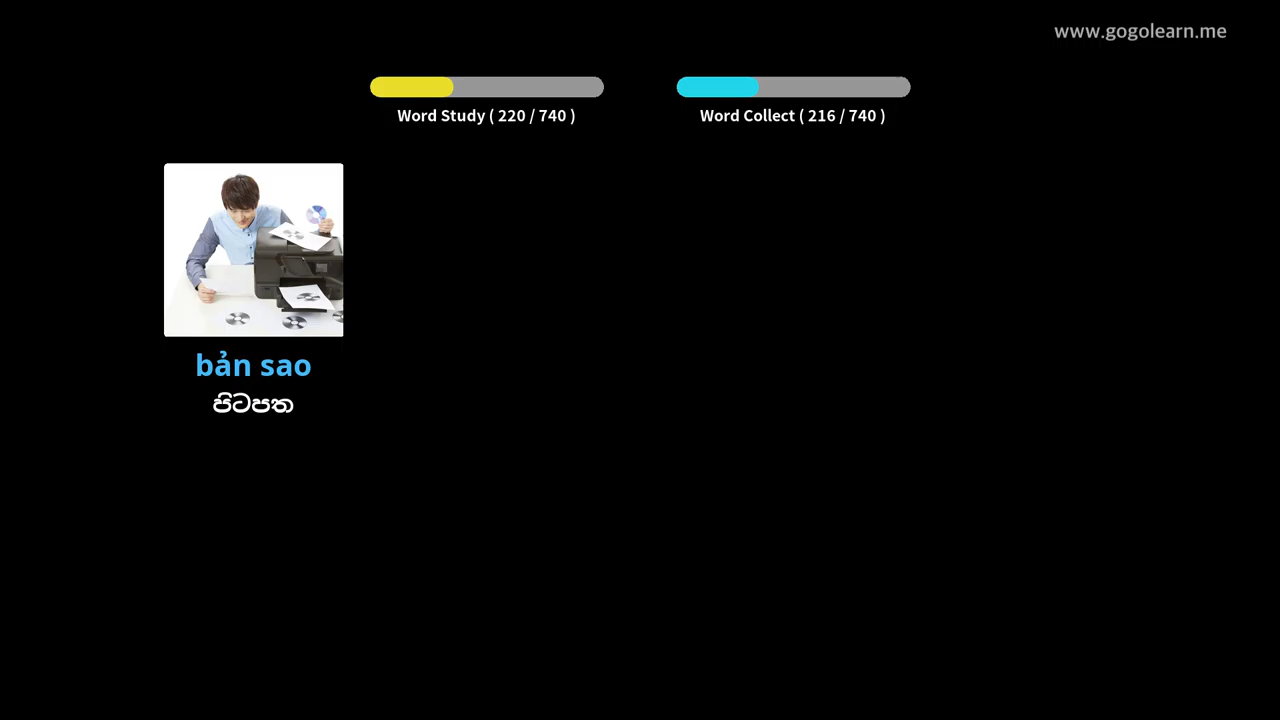 www.gogolearn.me
Word Study ( 220 / 740 )
Word Collect ( 216 / 740 )
bản sao
පිටපත